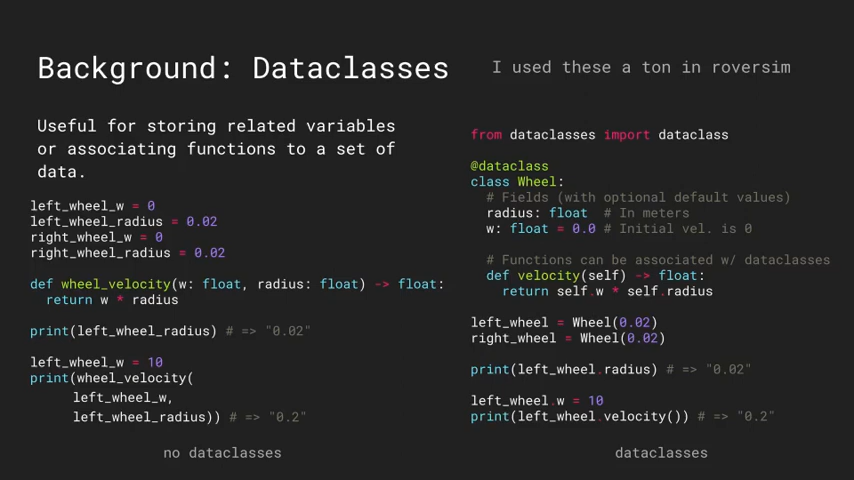 Background: Dataclasses
I used these a ton in roversim
Useful for storing related variables
or associating functions to a set of
data.
left_wheel_w = 0
left_wheel_radius = 0.02
right_wheel_w = 0
right_wheel_radius = 0.02
def wheel_velocity(w: float, radius: float) -> float:
return w * radius
print(left_wheel_radius) # => "0.02"
left_wheel_w = 10
print(wheel_velocity(
left_wheel_w,
left_wheel_radius)) # => "0.2"
no dataclasses
from dataclasses import dataclass
@dataclass
class Wheel:
# Fields (with optional default values)
radius: float # In meters
w: float = 0.0 # Initial vel. is 0
# Functions can be associated w/ dataclasses
def velocity(self) -> float:
return self.w * self.radius
left_wheel = Wheel(0.02)
right_wheel = Wheel(0.02)
print(left_wheel.radius) # => "0.02"
left_wheel.w = 10
print(left_wheel.velocity()) # => "0.2"
dataclasses